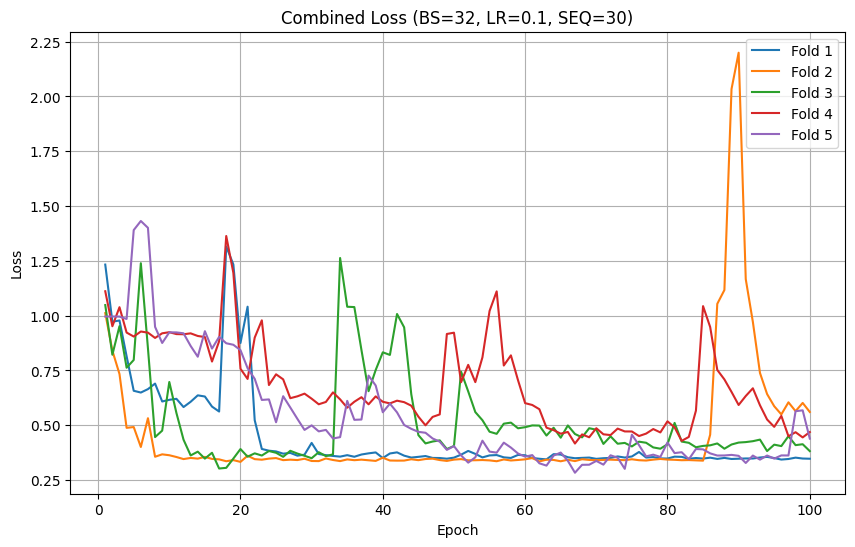 Combined Loss (BS=32, LR=0.1, SEQ=30)
2.25
2.00
1.75
1.50
1.25
1.00
0.75
0.50
0.25
Loss
Fold 1
Fold 2
Fold 3
Fold 4
Fold 5
0 20 40 60 80 100
Epoch